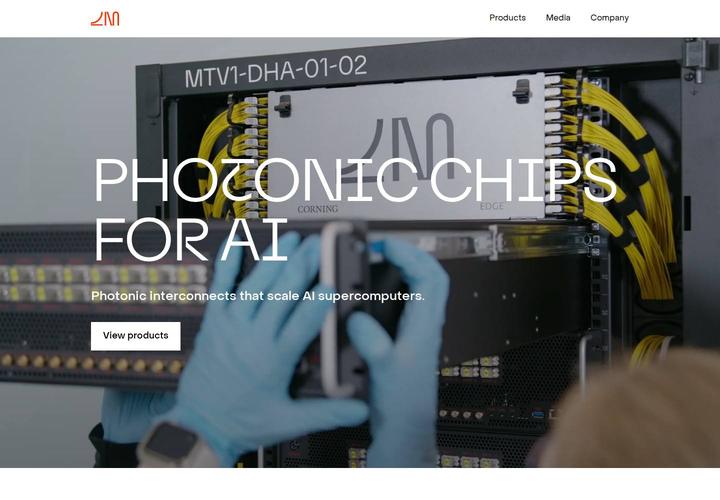 Products Media Company
MTV1-DHA-01-02
PHOTONIC CHIPS
FOR AI
CORNING EDGE
Photonic interconnects that scale AI supercomputers.
View products